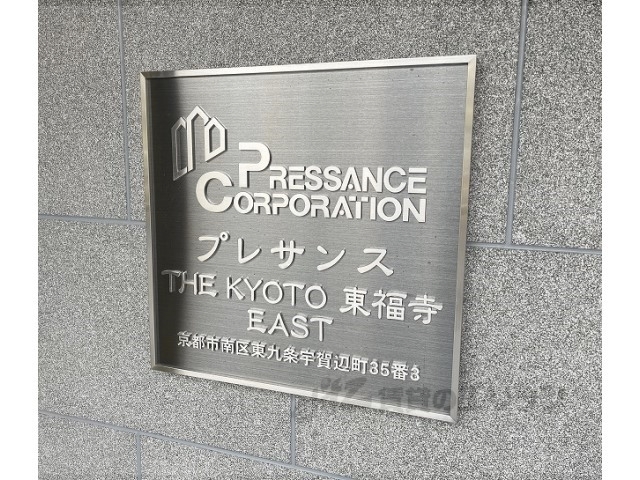 PRESSANCE
CORPORATION
プレサンス
THE KYOTO 東福寺
EAST
京都市南区東九条宇賀辺町35番3